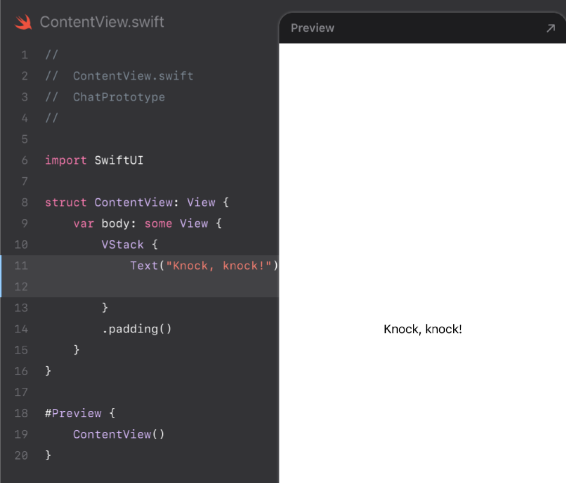 ContentView.swift
Preview
1 //
2 // ContentView.swift
3 // ChatPrototype
4 //
5
6 import SwiftUI
7
8 struct ContentView: View {
9 var body: some View {
10 VStack {
11 Text("Knock, knock!")
12
13 }
14 .padding()
15 }
16 }
17
18 #Preview {
19 ContentView()
20 }
Knock, knock!